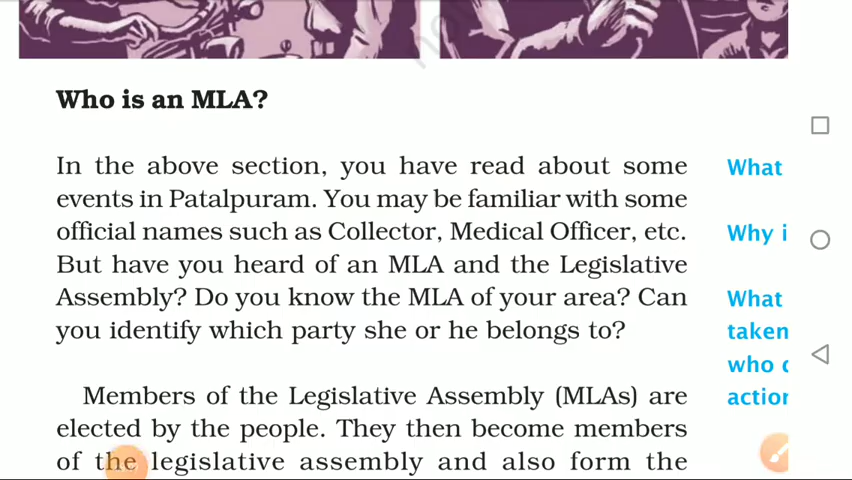 Who is an MLA?
In the above section, you have read about some
events in Patalpuram. You may be familiar with some
official names such as Collector, Medical Officer, etc.
But have you heard of an MLA and the Legislative
Assembly? Do you know the MLA of your area? Can
you identify which party she or he belongs to?
Members of the Legislative Assembly (MLAs) are
elected by the people. They then become members
of the legislative assembly and also form the
What
Why i
What
taken
who
action